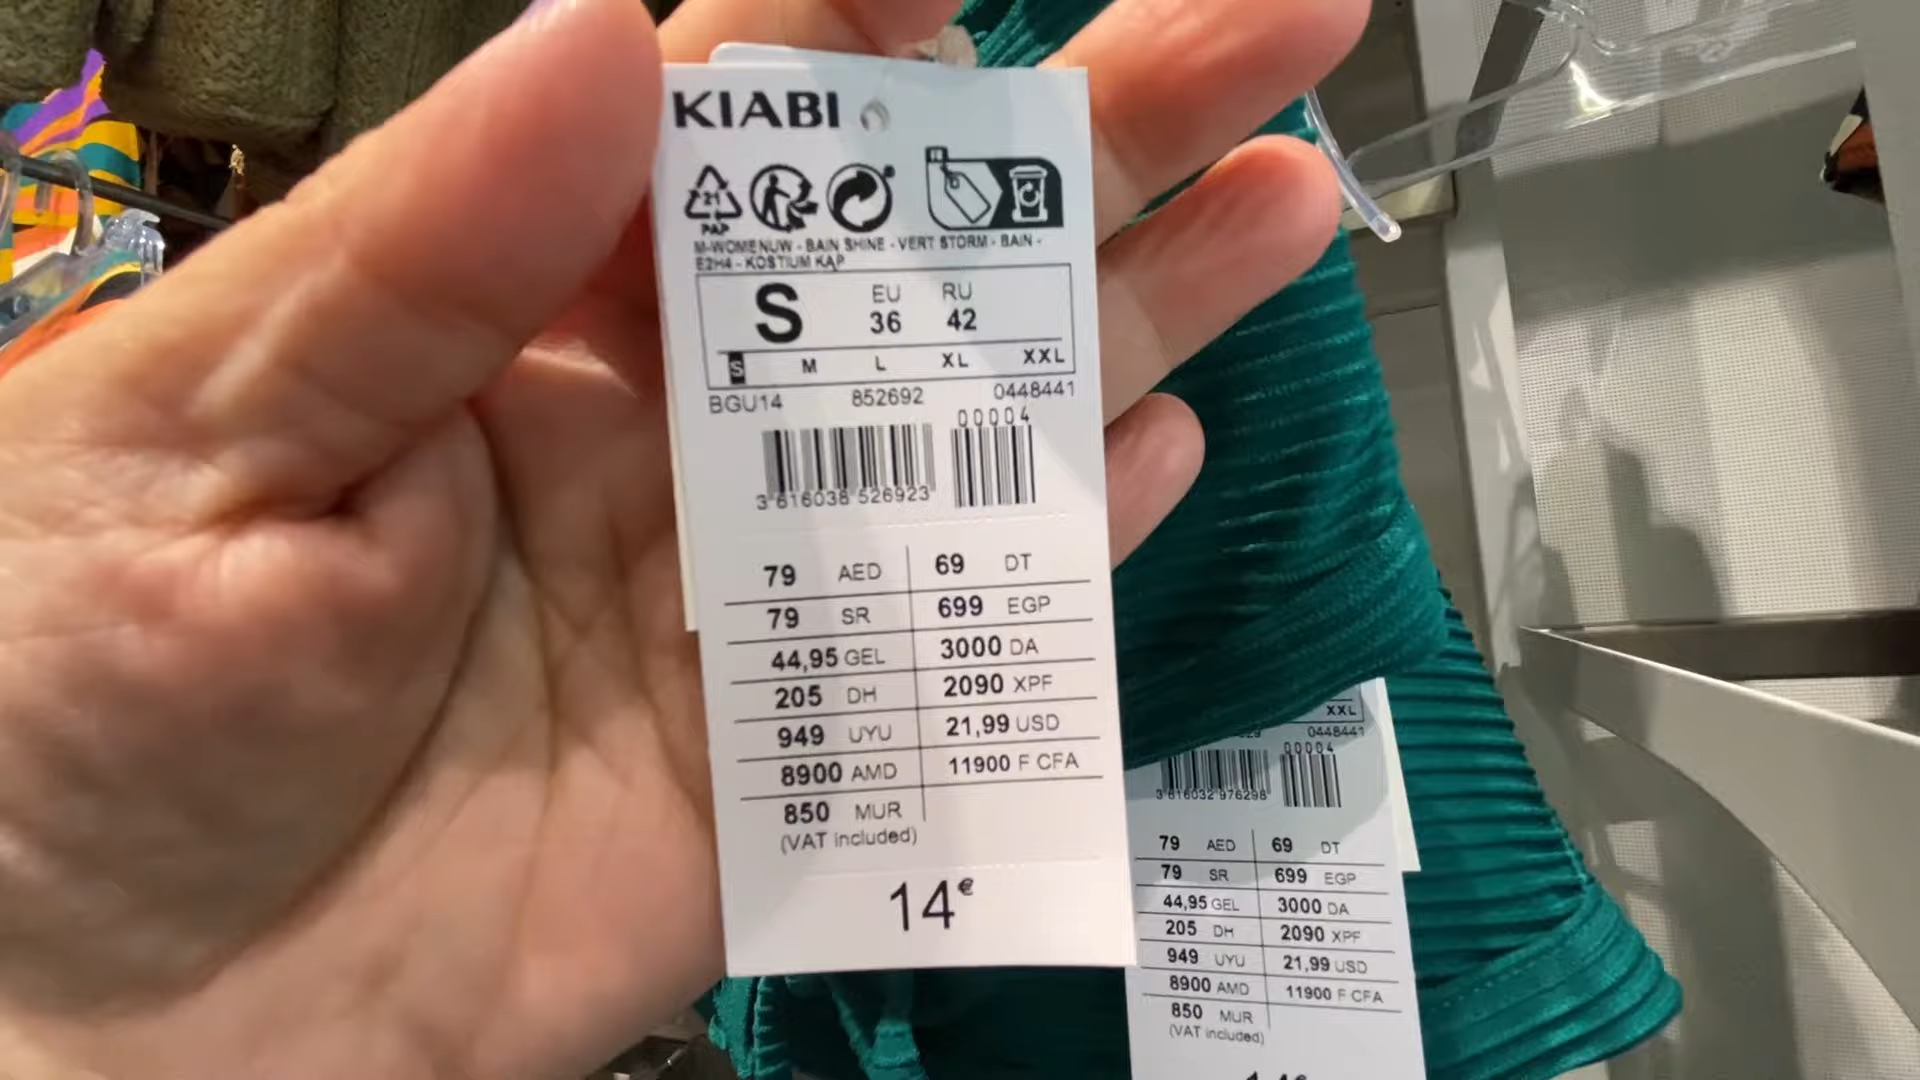 KIABI
21
PAP
M-WOMENUW - BAIN SHINE - VERT STORM - BAIN -
E2H4 - KOSTIUM KĄP
S EU 36 RU 42
S M L XL XXL
BGU14 852692 0448441
00004
3 616038 526923
79 AED 69 DT
79 SR 699 EGP
44,95 GEL 3000 DA
205 DH 2090 XPF
949 UYU 21,99 USD
8900 AMD 11900 F CFA
850 MUR
(VAT included)
14€
XXL
0448441
00004
3 616032 976298
79 AED 69 DT
79 SR 699 EGP
44,95 GEL 3000 DA
205 DH 2090 XPF
949 UYU 21,99 USD
8900 AMD 11900 F CFA
850 MUR
(VAT included)